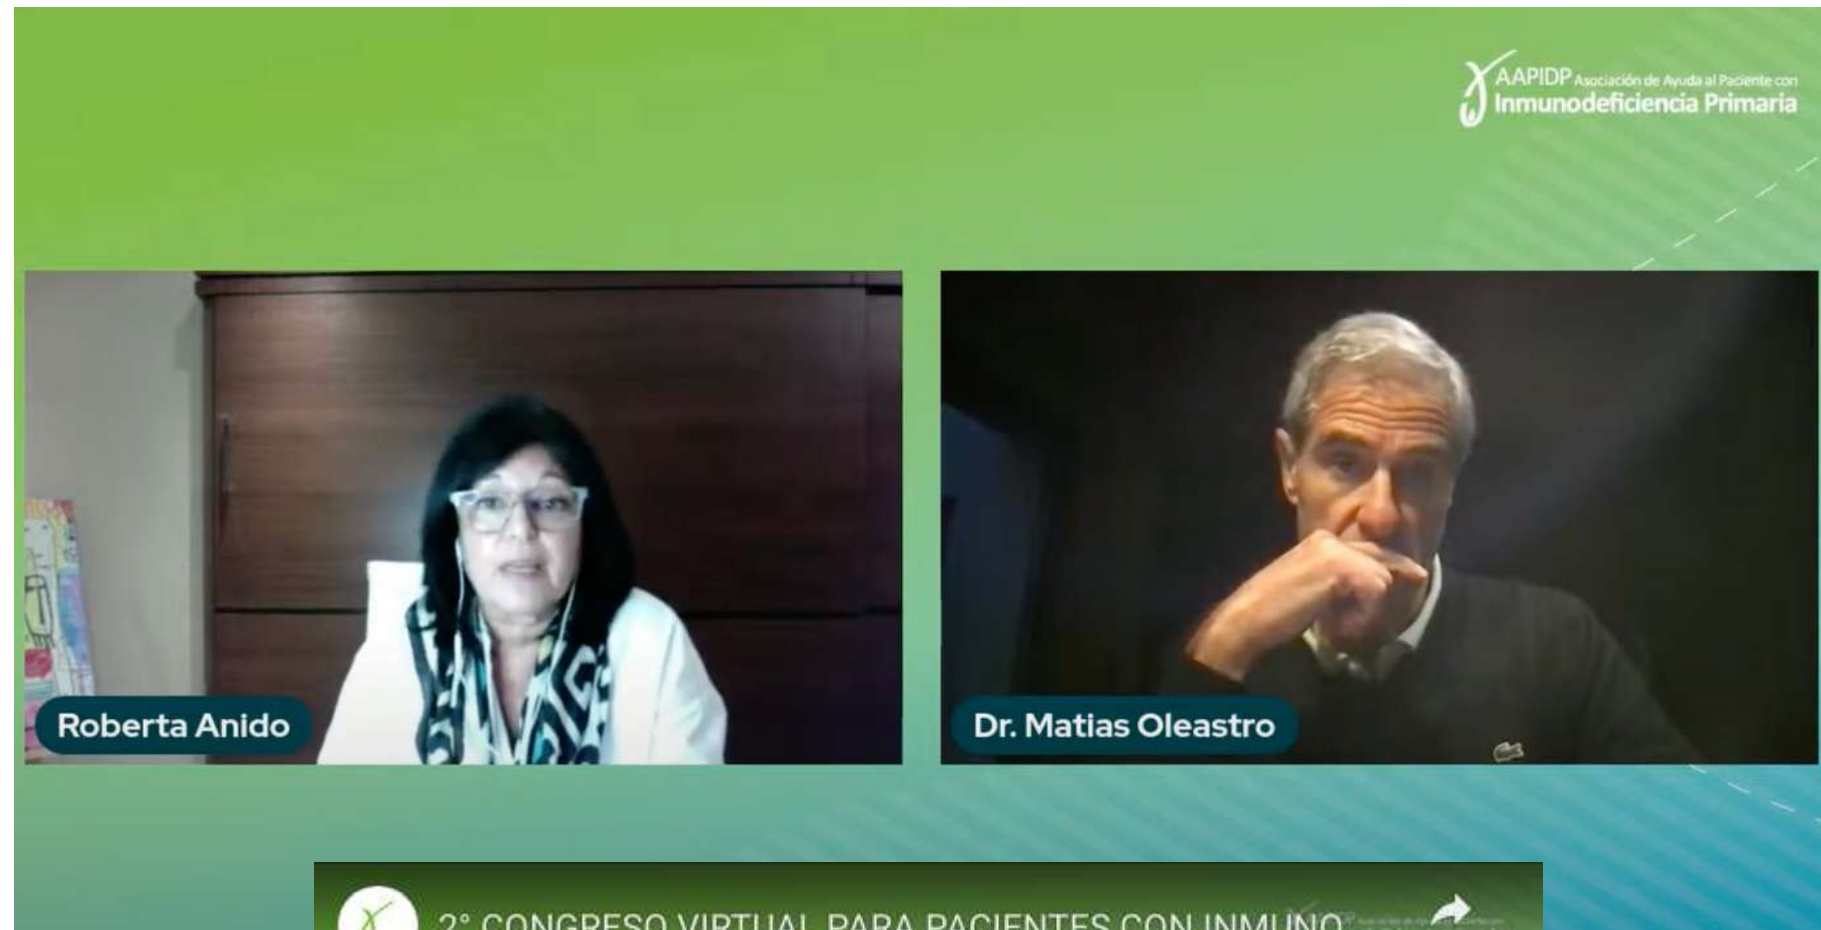 AAPIDP Asociación de Ayuda al Paciente con
Inmunodeficiencia Primaria
Roberta Anido
Dr. Matias Oleastro
2° CONGRESO VIRTUAL PARA PACIENTES CON INMUNO